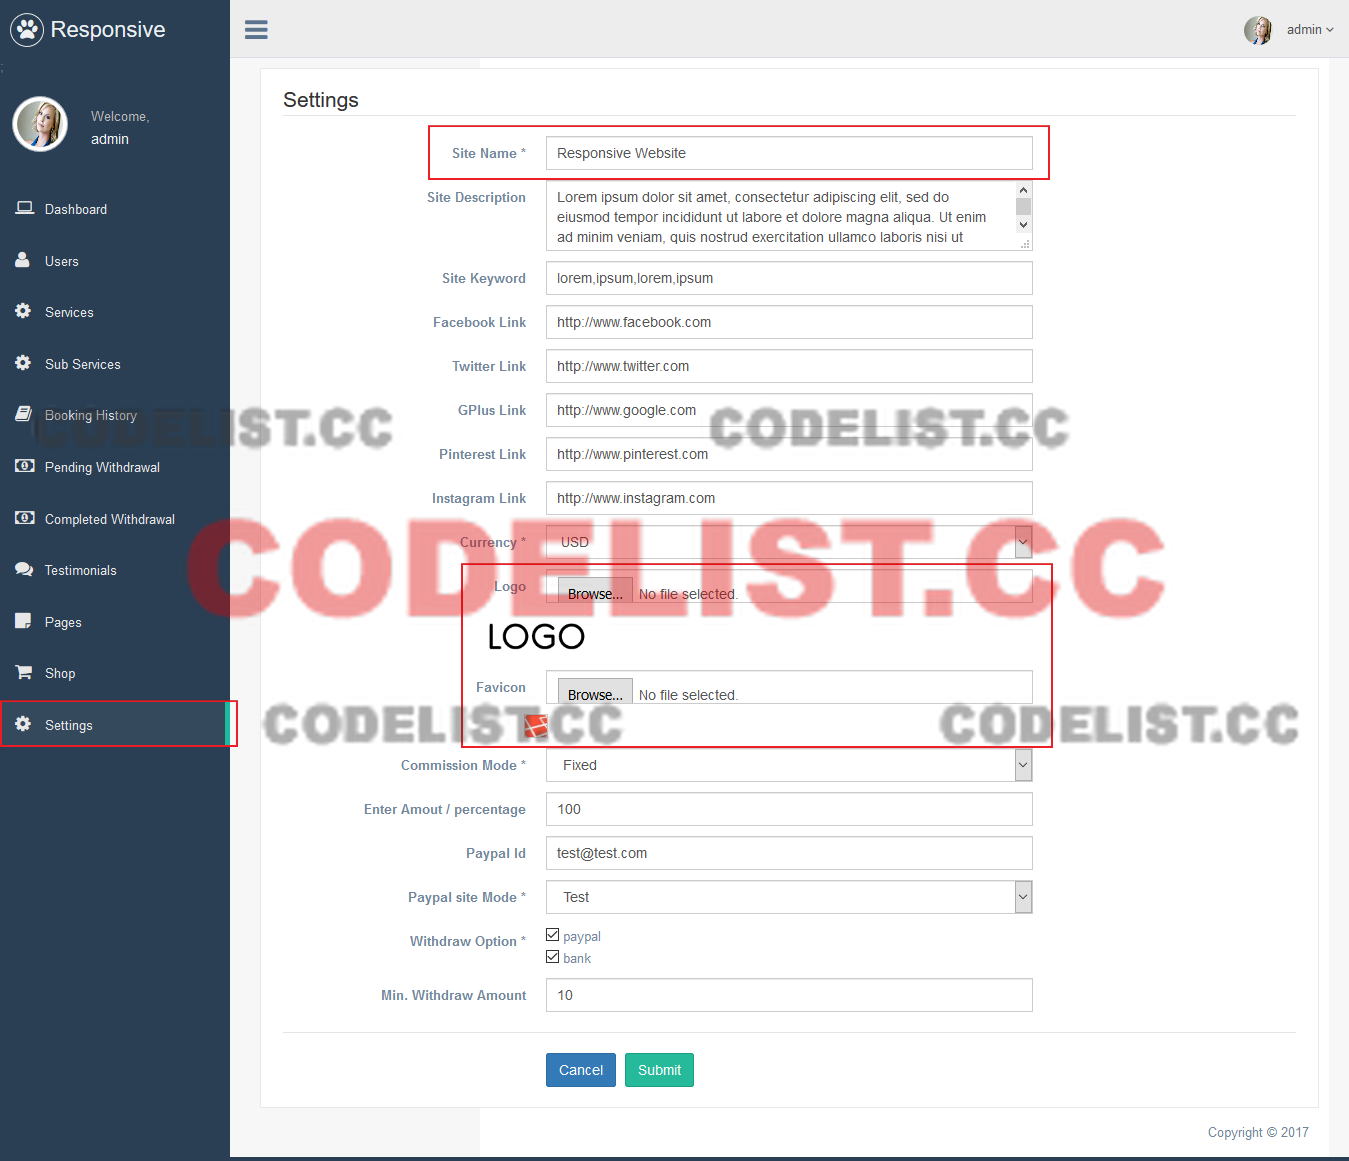 Responsive
admin
;
Welcome,
admin
Dashboard
Users
Services
Sub Services
Booking History
Pending Withdrawal
Completed Withdrawal
Testimonials
Pages
Shop
Settings
Settings
Site Name * Responsive Website
Site Description Lorem ipsum dolor sit amet, consectetur adipiscing elit, sed do
eiusmod tempor incididunt ut labore et dolore magna aliqua. Ut enim
ad minim veniam, quis nostrud exercitation ullamco laboris nisi ut
Site Keyword lorem,ipsum,lorem,ipsum
Facebook Link http://www.facebook.com
Twitter Link http://www.twitter.com
GPlus Link http://www.google.com
CODELIST.CC CODELIST.CC
Pinterest Link http://www.pinterest.com
Instagram Link http://www.instagram.com
Currency * USD
CODELIST.CC
Logo Browse... No file selected.
LOGO
Favicon Browse... No file selected.
CODELIST.CC CODELIST.CC
Commission Mode * Fixed
Enter Amout / percentage 100
Paypal Id test@test.com
Paypal site Mode * Test
Withdraw Option * paypal
bank
Min. Withdraw Amount 10
Cancel Submit
Copyright © 2017